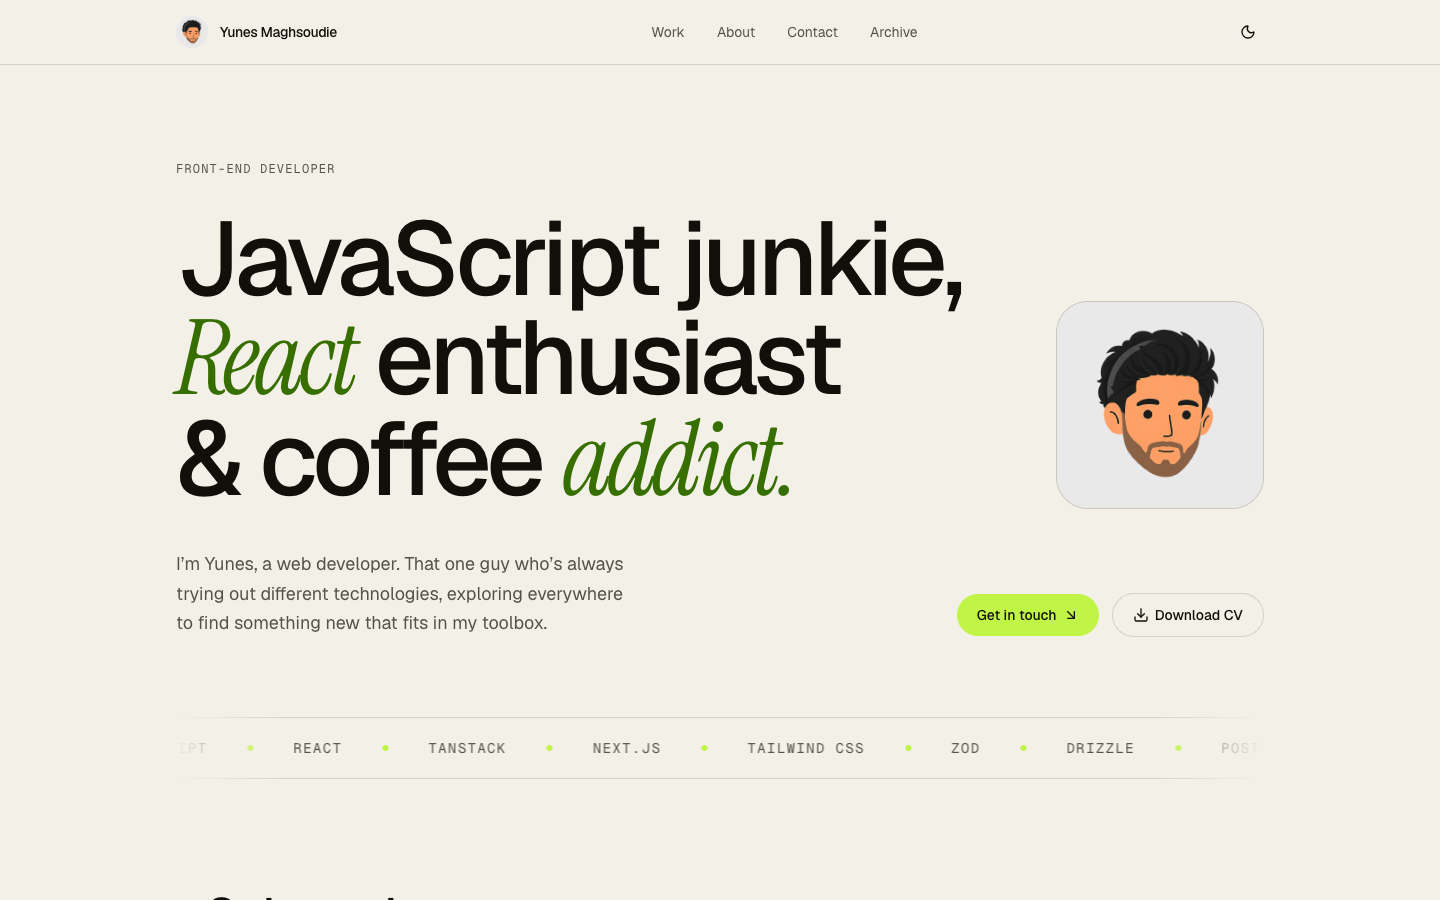 Yunes Maghsoudie
Work
About
Contact
Archive
FRONT-END DEVELOPER
JavaScript junkie,
React enthusiast
& coffee addict.
I’m Yunes, a web developer. That one guy who’s always
trying out different technologies, exploring everywhere
to find something new that fits in my toolbox.
Get in touch
Download CV
IPT • REACT • TANSTACK • NEXT.JS • TAILWIND CSS • ZOD • DRIZZLE • POST